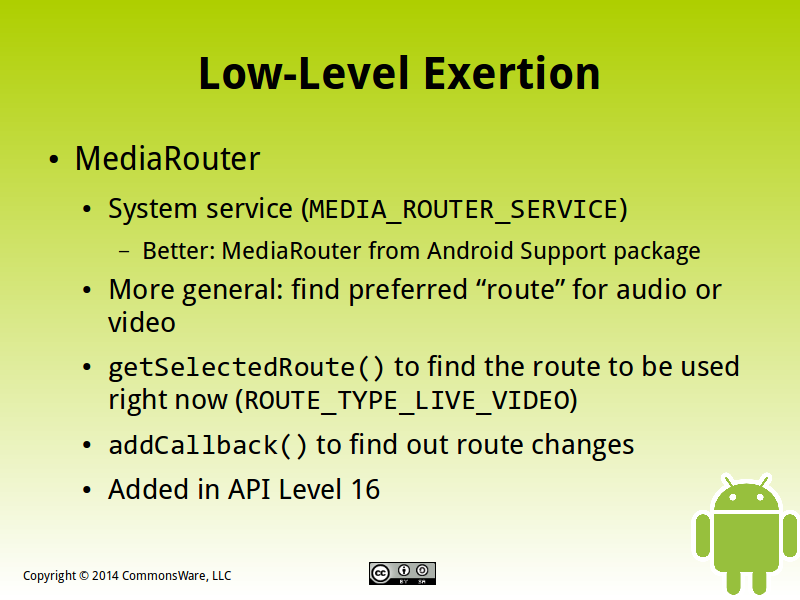 Low-Level Exertion
• MediaRouter
• System service (MEDIA_ROUTER_SERVICE)
– Better: MediaRouter from Android Support package
• More general: find preferred “route” for audio or
video
• getSelectedRoute() to find the route to be used
right now (ROUTE_TYPE_LIVE_VIDEO)
• addCallback() to find out route changes
• Added in API Level 16
Copyright © 2014 CommonsWare, LLC
cc BY SA